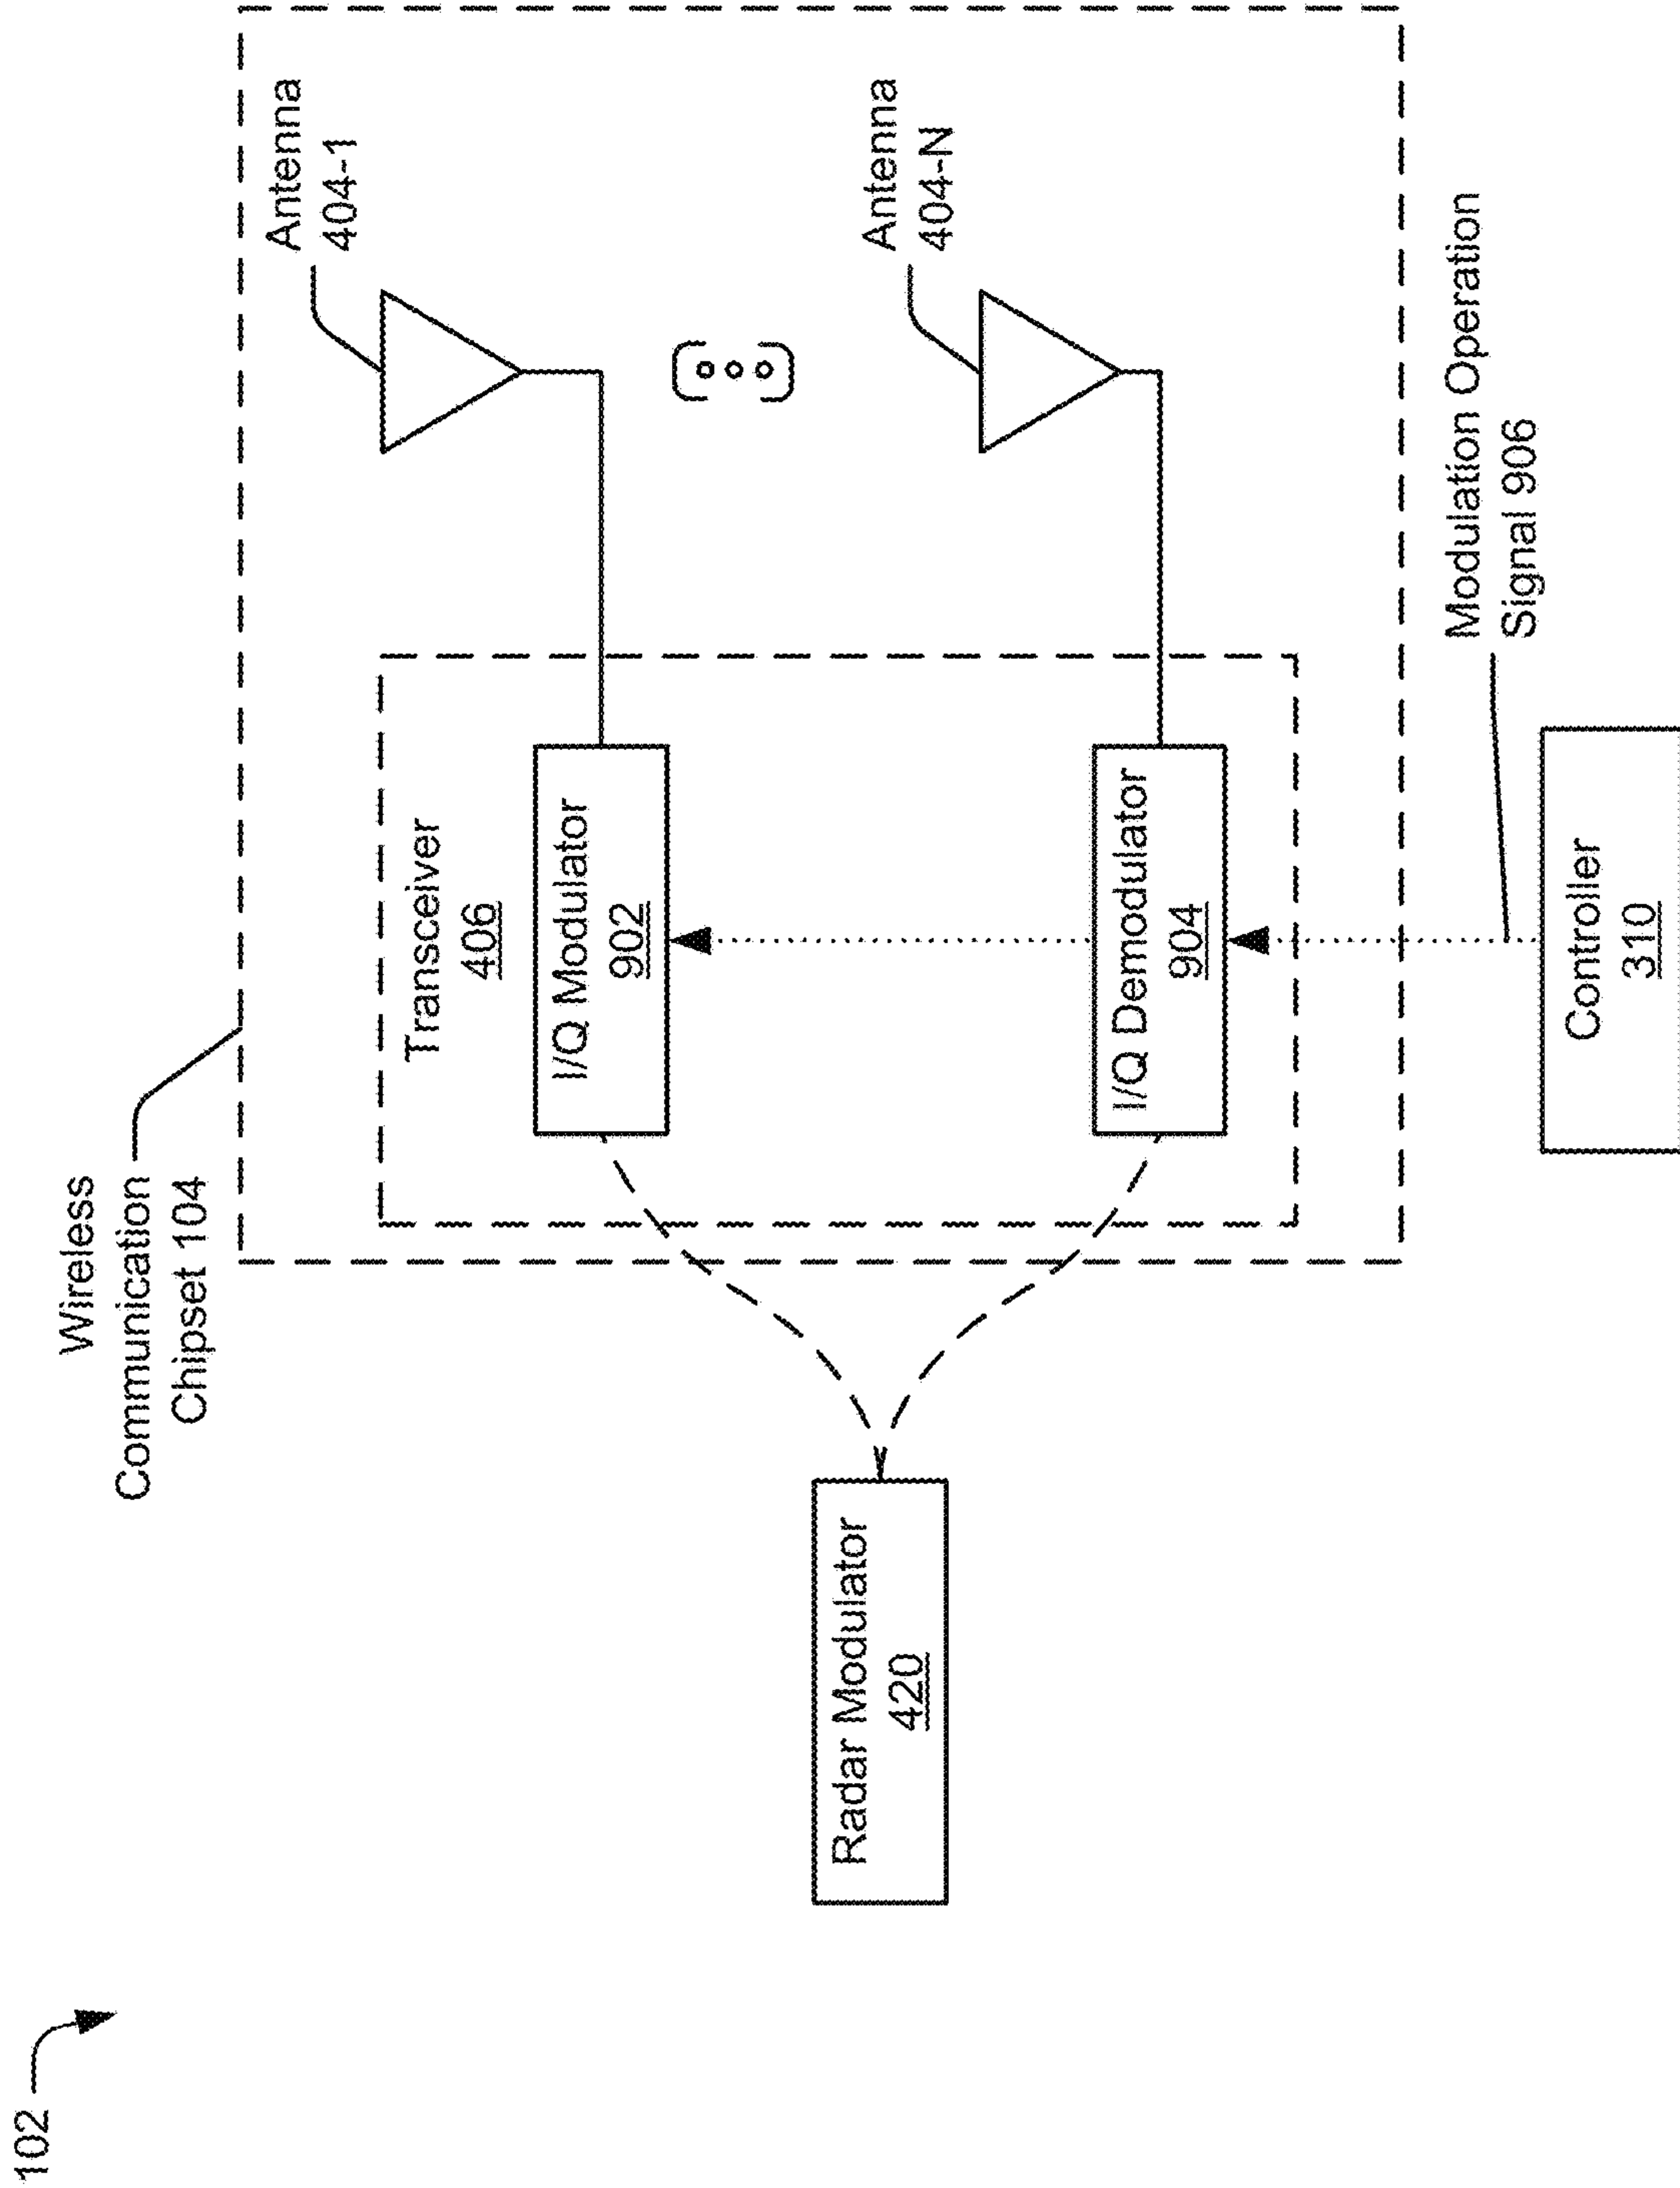 102
Wireless
Communication
Chipset 104
Antenna
404-1
Transceiver
406
I/Q Modulator
902
Radar Modulator
420
Antenna
404-N
I/Q Demodulator
904
Modulation Operation
Signal 906
Controller
310